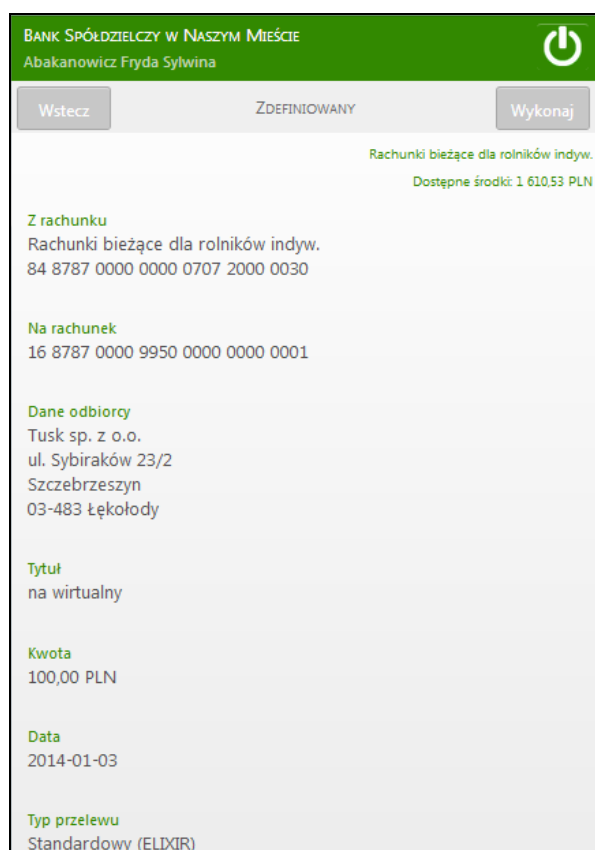 Bank Spółdzielczy w Naszym Mieście
Abakanowicz Fryda Sylwina
Wstecz
Zdefiniowany
Wykonaj
Rachunki bieżące dla rolników indyw.
Dostępne środki: 1 610,53 PLN
Z rachunku
Rachunki bieżące dla rolników indyw.
84 8787 0000 0000 0707 2000 0030
Na rachunek
16 8787 0000 9950 0000 0000 0001
Dane odbiorcy
Tusk sp. z o.o.
ul. Sybiraków 23/2
Szczebrzeszyn
03-483 Łękołody
Tytuł
na wirtualny
Kwota
100,00 PLN
Data
2014-01-03
Typ przelewu
Standardowy (ELIXIR)